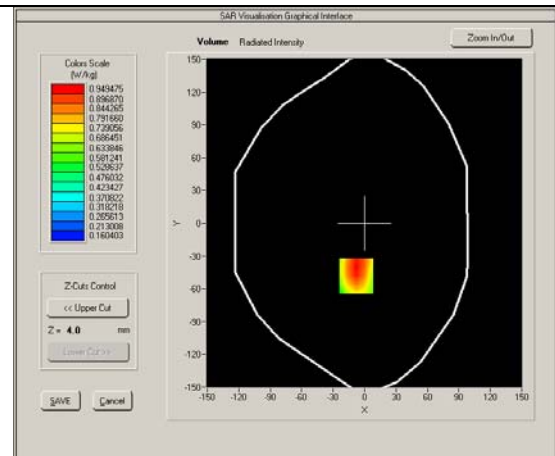 SAR Visualisation Graphical Interface
Volume Radiated Intensity
Zoom In/Out
Colors Scale
(W/kg)
0.949475
0.896870
0.844265
0.791660
0.739056
0.686451
0.633846
0.581241
0.528637
0.476032
0.423427
0.370822
0.318218
0.265613
0.213008
0.160403
Z-Cuts Control
<< Upper Cut
Z = 4.0 mm
Lower Cut >>
SAVE Cancel
Y
150
120
90
60
30
0
-30
-60
-90
-120
-150
-150 -120 -90 -60 -30 0 30 60 90 120 150
X